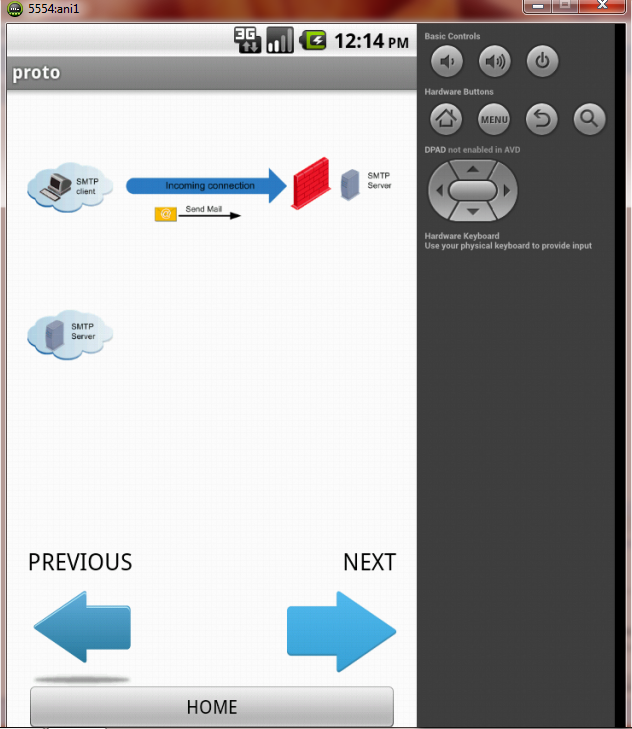 5554:ani1
3G 12:14 PM
proto
SMTP
client
Incoming connection
SMTP
Server
@ Send Mail
SMTP
Server
PREVIOUS NEXT
HOME
Basic Controls
Hardware Buttons
MENU
DPAD not enabled in AVD
Hardware Keyboard
Use your physical keyboard to provide input